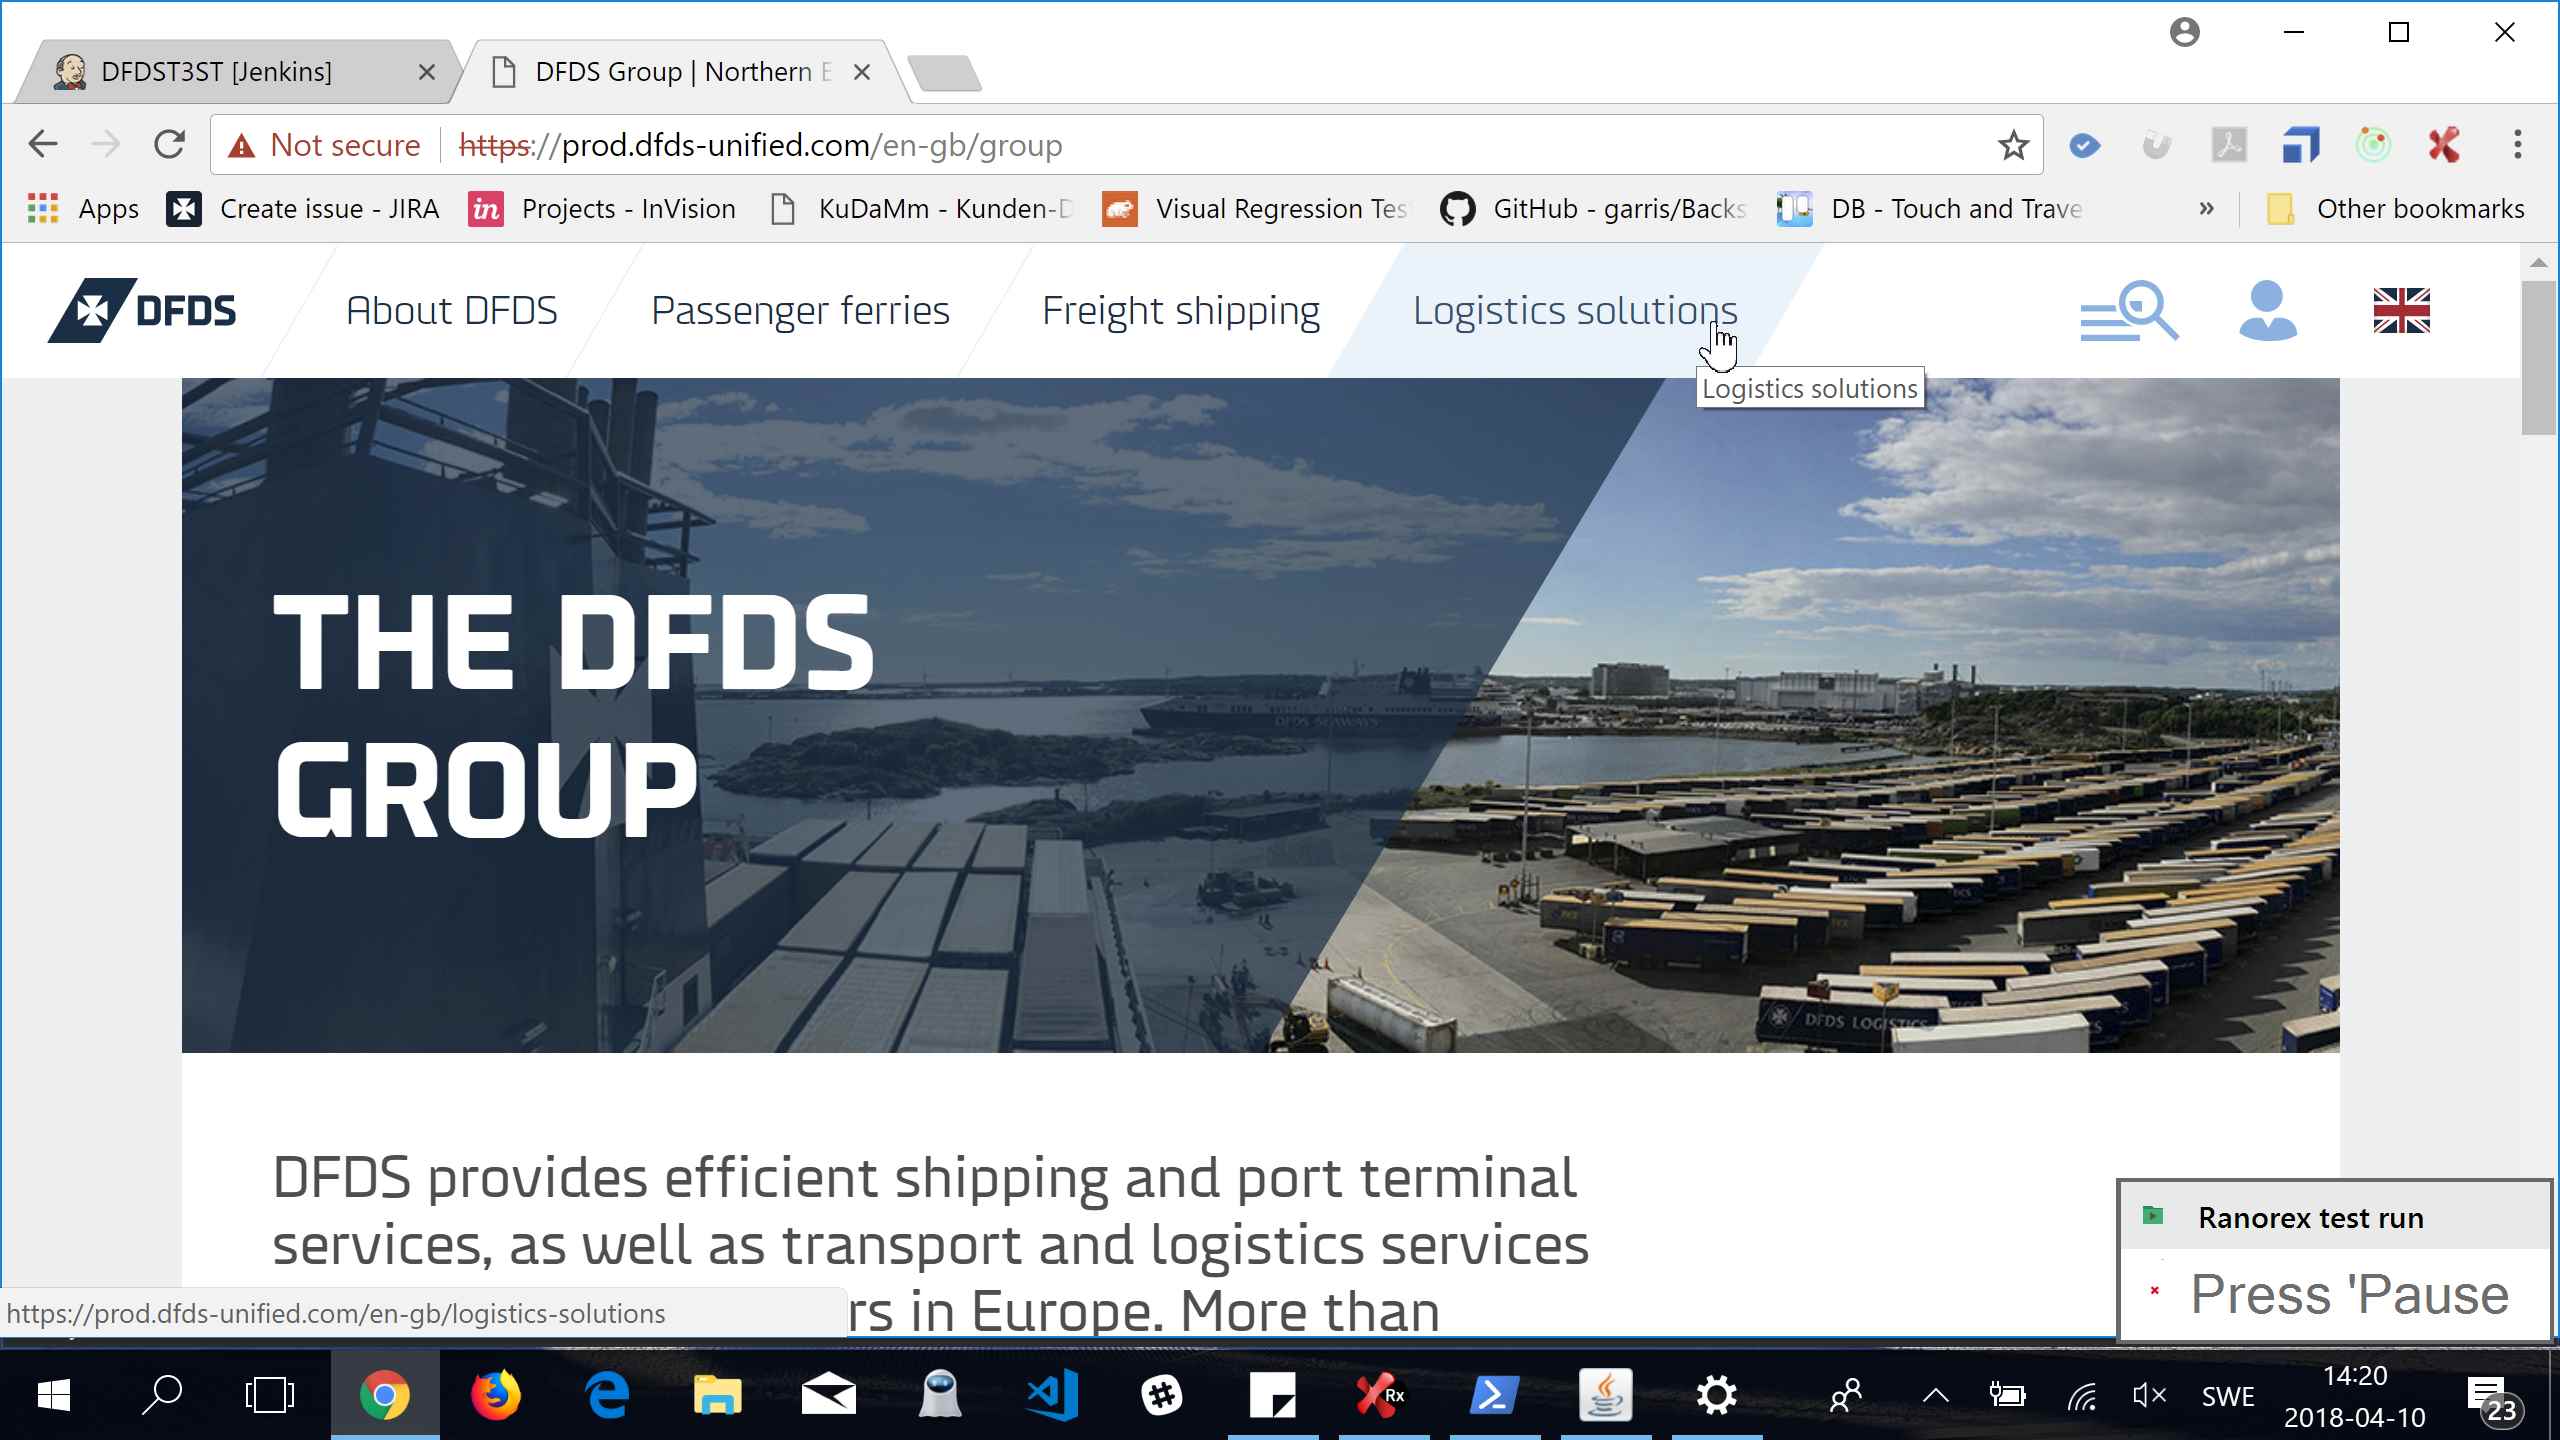 DFDST3ST [Jenkins]
DFDS Group | Northern E
Not secure https://prod.dfds-unified.com/en-gb/group
Apps Create issue - JIRA Projects - InVision KuDaMm - Kunden-D Visual Regression Tes GitHub - garris/Backs DB - Touch and Trave » Other bookmarks
DFDS About DFDS Passenger ferries Freight shipping Logistics solutions
Logistics solutions
THE DFDS
GROUP
DFDS SEAWAYS
DFDS LOGISTICS
DFDS provides efficient shipping and port terminal
services, as well as transport and logistics services
rs in Europe. More than
https://prod.dfds-unified.com/en-gb/logistics-solutions
Ranorex test run
Press 'Pause
Rx
SWE
14:20
2018-04-10
23